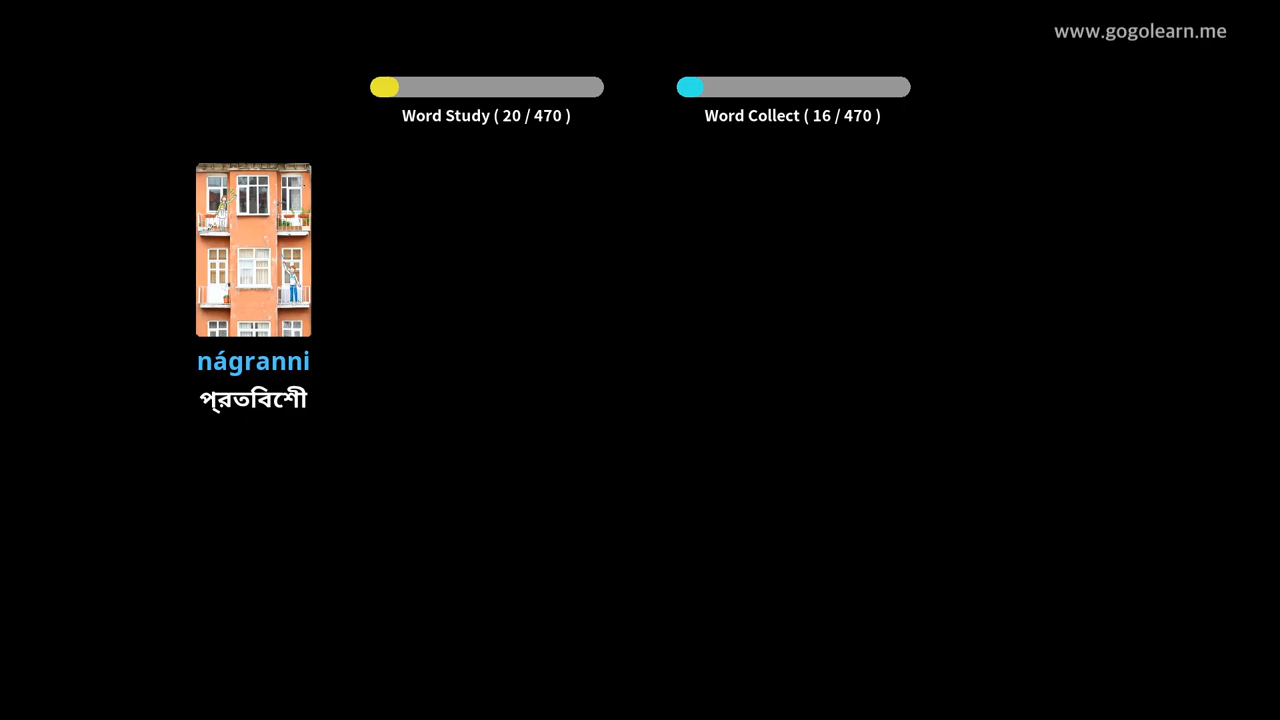 www.gogolearn.me
Word Study ( 20 / 470 )
Word Collect ( 16 / 470 )
nágranni
প্রতিবেশী